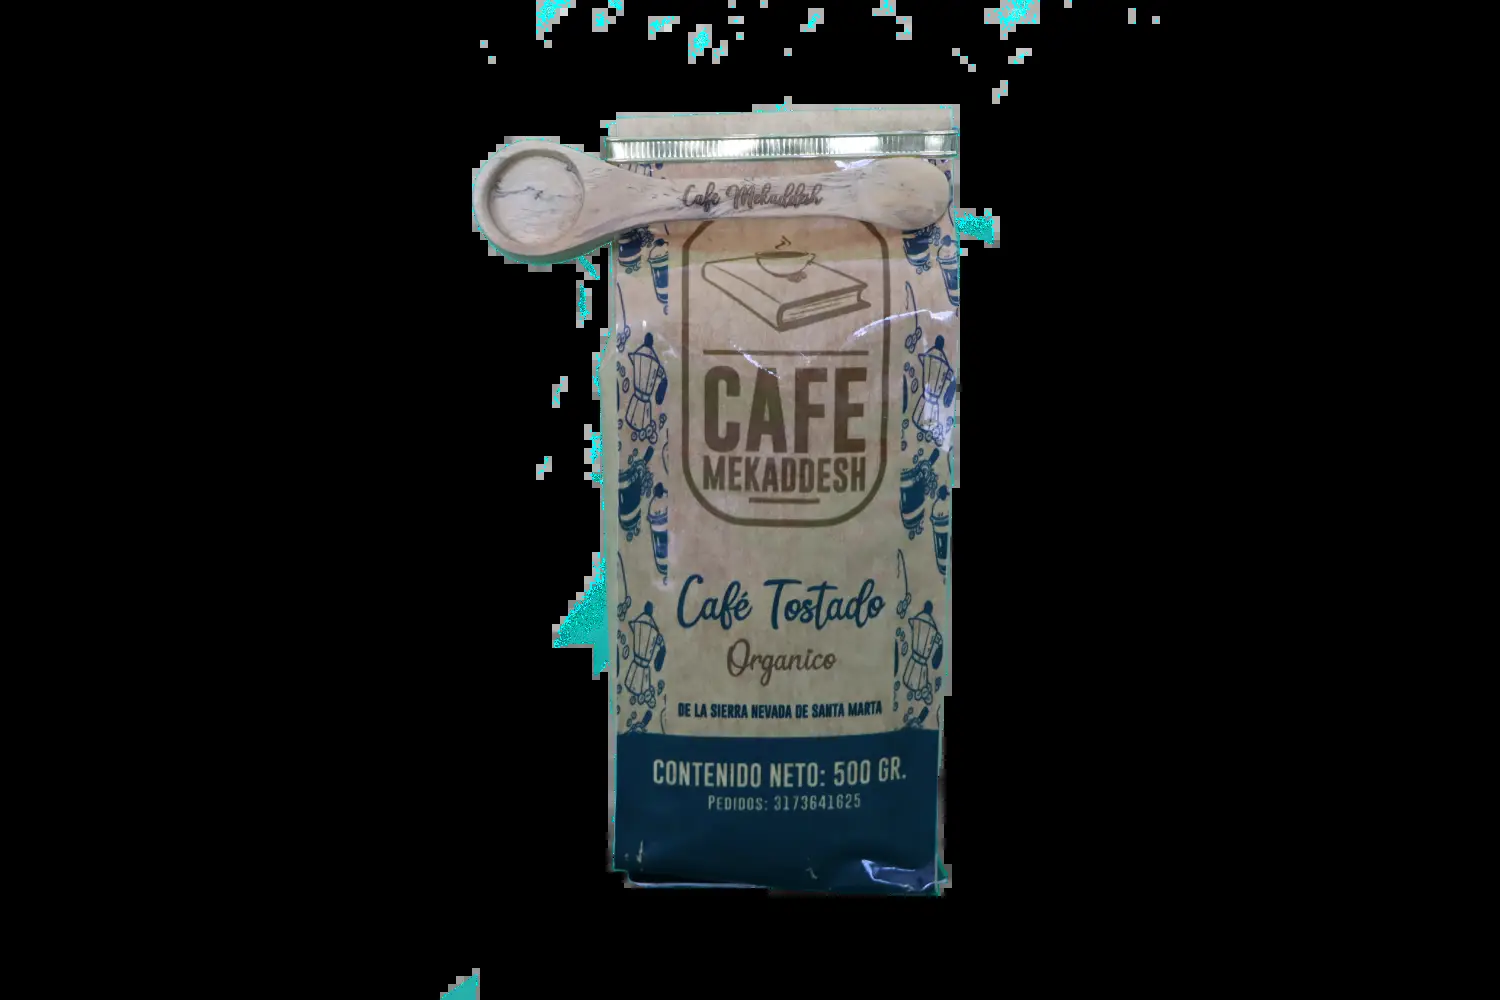 Cafe Mekaddesh
CAFE
MEKADDESH
Café Tostado
Organico
DE LA SIERRA NEVADA DE SANTA MARTA
CONTENIDO NETO: 500 GR.
PEDIDOS: 3173641625